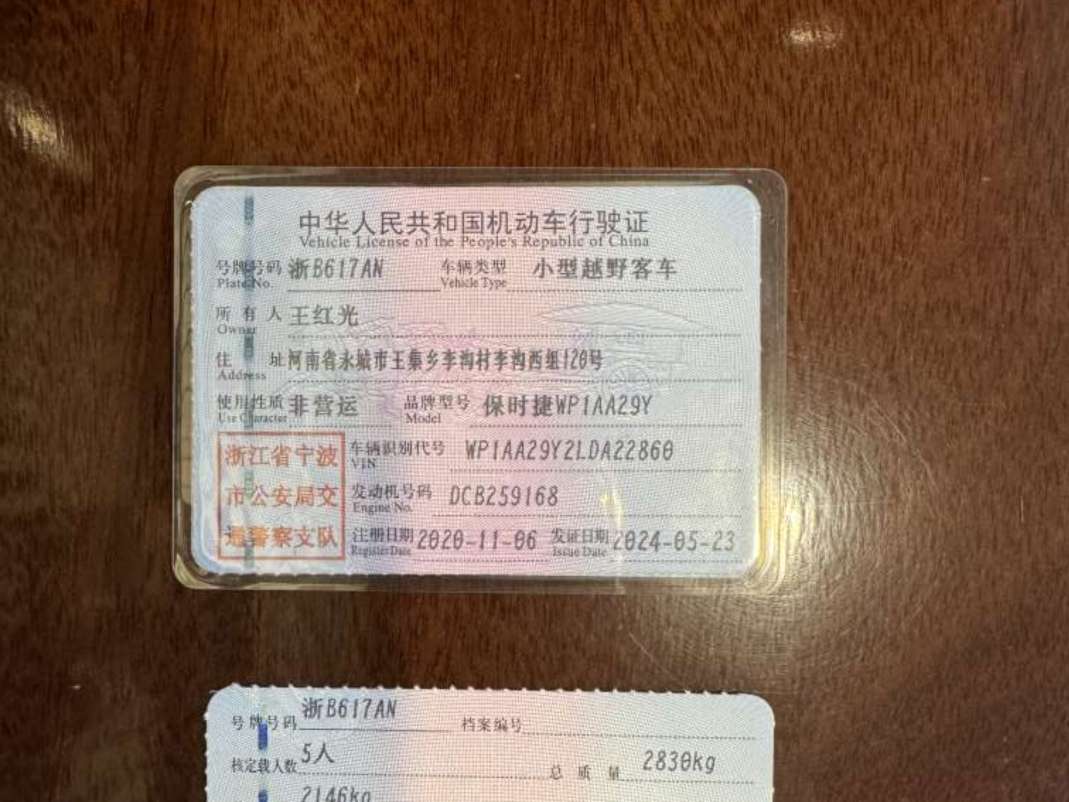 中华人民共和国机动车行驶证
Vehicle License of the People's Republic of China
号牌号码 浙B617AN 车辆类型 小型越野客车
Plate No. Vehicle Type
所有人 王红光
Owner
住址 河南省永城市王集乡李沟村李沟西组120号
Address
使用性质 非营运 品牌型号 保时捷WP1AA29Y
Use Character Model
浙江省宁波 车辆识别代号 WP1AA29Y2LDA22860
VIN
市公安局交 发动机号码 DCB259168
Engine No.
通警察支队 注册日期 2020-11-06 发证日期 2024-05-23
Register Date Issue Date
号牌号码 浙B617AN 档案编号
核定载人数 5人 总质量 2830kg
2146kg